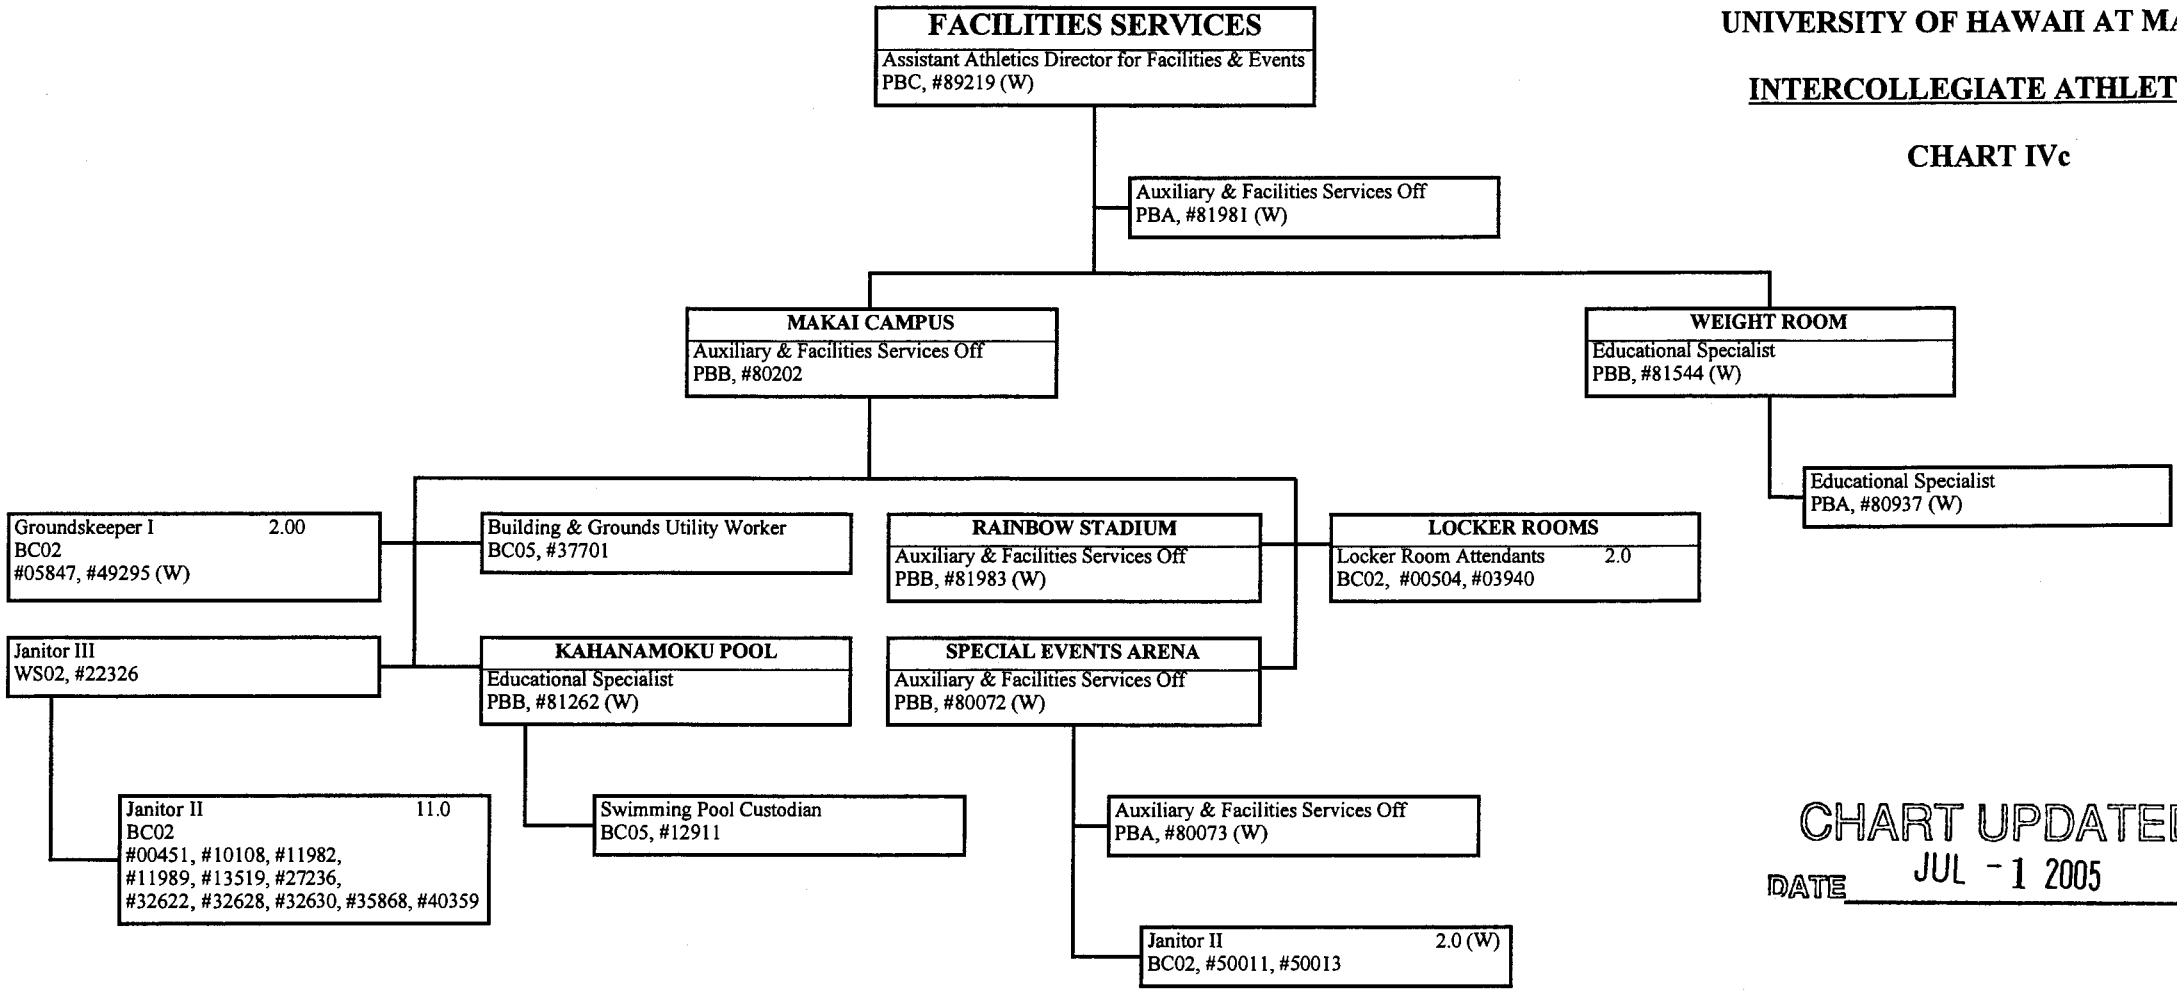 FACILITIES SERVICES
Assistant Athletics Director for Facilities & Events
PBC, #89219 (W)
UNIVERSITY OF HAWAII AT MA
INTERCOLLEGIATE ATHLET
CHART IVc
Auxiliary & Facilities Services Off
PBA, #81981 (W)
MAKAI CAMPUS
Auxiliary & Facilities Services Off
PBB, #80202
WEIGHT ROOM
Educational Specialist
PBB, #81544 (W)
Educational Specialist
PBA, #80937 (W)
Groundskeeper I 2.00
BC02
#05847, #49295 (W)
Building & Grounds Utility Worker
BC05, #37701
RAINBOW STADIUM
Auxiliary & Facilities Services Off
PBB, #81983 (W)
LOCKER ROOMS
Locker Room Attendants 2.0
BC02, #00504, #03940
Janitor III
WS02, #22326
KAHANAMOKU POOL
Educational Specialist
PBB, #81262 (W)
SPECIAL EVENTS ARENA
Auxiliary & Facilities Services Off
PBB, #80072 (W)
Janitor II 11.0
BC02
#00451, #10108, #11982,
#11989, #13519, #27236,
#32622, #32628, #32630, #35868, #40359
Swimming Pool Custodian
BC05, #12911
Auxiliary & Facilities Services Off
PBA, #80073 (W)
Janitor II 2.0 (W)
BC02, #50011, #50013
CHART UPDATED
DATE JUL - 1 2005